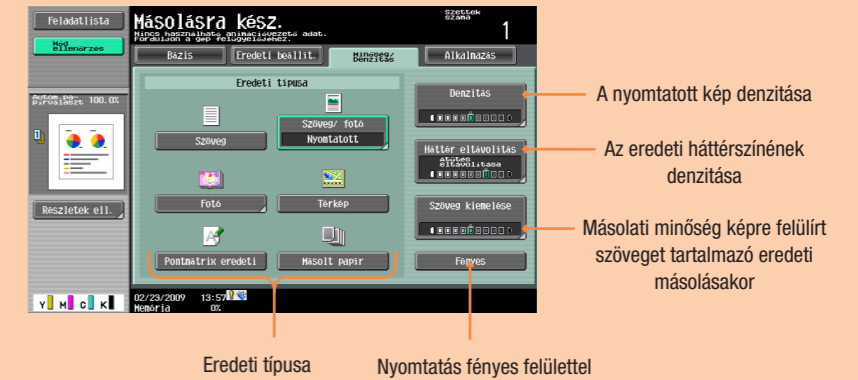 Feladatlista
Mód ellenőrzés
Másolásra kész.
Nincs használható animációvezető adat.
Forduljon a gép felügyelőjéhez.
Szettek száma
1
Bázis
Eredeti beállít.
Minőség/
Denzitás
Alkalmazás
Autom.pa-
pírválaszt 100.0%
Részletek ell.
Y M C K
Eredeti típusa
Szöveg
Szöveg/ fotó
Nyomtatott
Fotó
Térkép
Pontmátrix eredeti
Másolt papír
Denzitás
Háttér eltávolítás
Átütés
eltávolítása
Szöveg kiemelése
Fényes
02/23/2009 13:57
Memória 0%
A nyomtatott kép denzitása
Az eredeti háttérszínének
denzitása
Másolati minőség képre felülírt
szöveget tartalmazó eredeti
másolásakor
Eredeti típusa
Nyomtatás fényes felülettel